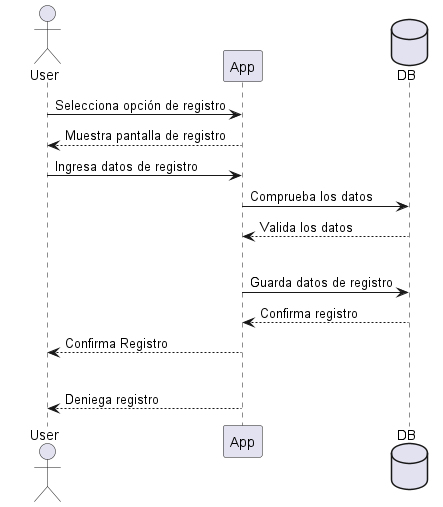 User
App
DB
Selecciona opción de registro
Muestra pantalla de registro
Ingresa datos de registro
Comprueba los datos
Valida los datos
Guarda datos de registro
Confirma registro
Confirma Registro
Deniega registro
User
App
DB